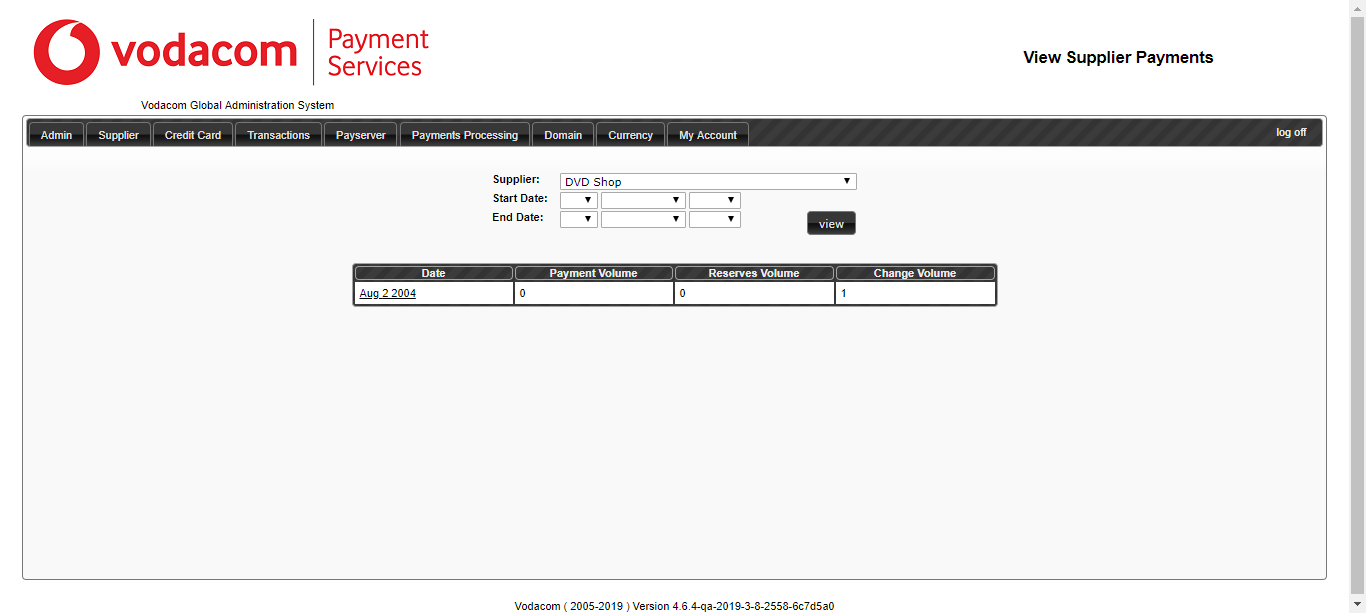 vodacom
Payment
Services
View Supplier Payments
Vodacom Global Administration System
Admin Supplier Credit Card Transactions Payserver Payments Processing Domain Currency My Account log off
Supplier: DVD Shop
Start Date:
End Date:
view
Date Payment Volume Reserves Volume Change Volume
Aug 2 2004 0 0 1
Vodacom ( 2005-2019 ) Version 4.6.4-qa-2019-3-8-2558-6c7d5a0